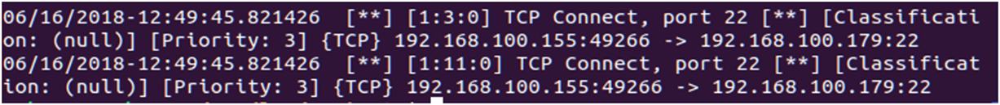 06/16/2018-12:49:45.821426  [**] [1:3:0] TCP Connect, port 22 [**] [Classificati
on: (null)] [Priority: 3] {TCP} 192.168.100.155:49266 -> 192.168.100.179:22
06/16/2018-12:49:45.821426  [**] [1:11:0] TCP Connect, port 22 [**] [Classificat
ion: (null)] [Priority: 3] {TCP} 192.168.100.155:49266 -> 192.168.100.179:22